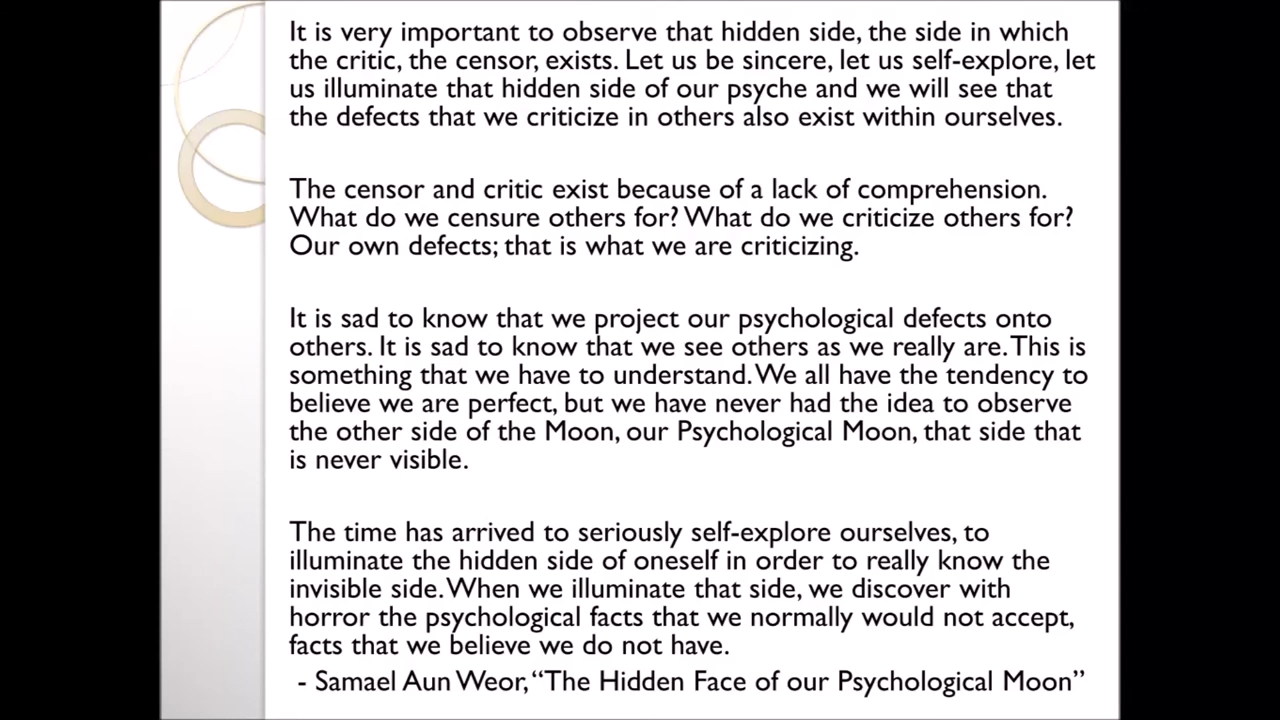 It is very important to observe that hidden side, the side in which
the critic, the censor, exists. Let us be sincere, let us self-explore, let
us illuminate that hidden side of our psyche and we will see that
the defects that we criticize in others also exist within ourselves.
The censor and critic exist because of a lack of comprehension.
What do we censure others for? What do we criticize others for?
Our own defects; that is what we are criticizing.
It is sad to know that we project our psychological defects onto
others. It is sad to know that we see others as we really are. This is
something that we have to understand. We all have the tendency to
believe we are perfect, but we have never had the idea to observe
the other side of the Moon, our Psychological Moon, that side that
is never visible.
The time has arrived to seriously self-explore ourselves, to
illuminate the hidden side of oneself in order to really know the
invisible side. When we illuminate that side, we discover with
horror the psychological facts that we normally would not accept,
facts that we believe we do not have.
- Samael Aun Weor, “The Hidden Face of our Psychological Moon”